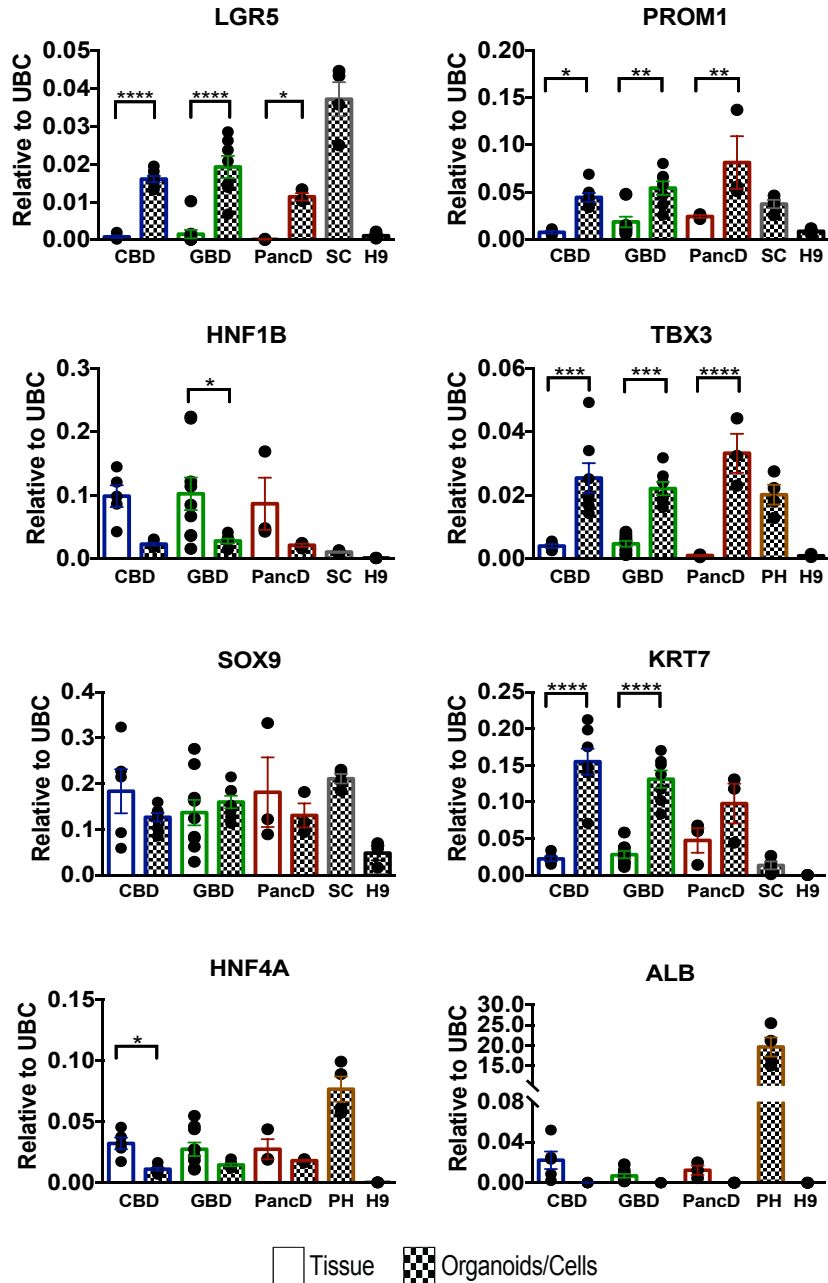 LGR5
Relative to UBC
0.05
0.04
0.03
0.02
0.01
0.00
****
****
*
CBD GBD PancD SC H9
PROM1
Relative to UBC
0.20
0.15
0.10
0.05
0.00
*
**
**
CBD GBD PancD SC H9
HNF1B
Relative to UBC
0.3
0.2
0.1
0.0
*
CBD GBD PancD SC H9
TBX3
Relative to UBC
0.06
0.04
0.02
0.00
***
***
****
CBD GBD PancD PH H9
SOX9
Relative to UBC
0.4
0.3
0.2
0.1
0.0
CBD GBD PancD SC H9
KRT7
Relative to UBC
0.25
0.20
0.15
0.10
0.05
0.00
****
****
CBD GBD PancD SC H9
HNF4A
Relative to UBC
0.15
0.10
0.05
0.00
*
CBD GBD PancD PH H9
ALB
Relative to UBC
30.0
25.0
20.0
15.0
0.08
0.04
0.00
CBD GBD PancD PH H9
Tissue Organoids/Cells